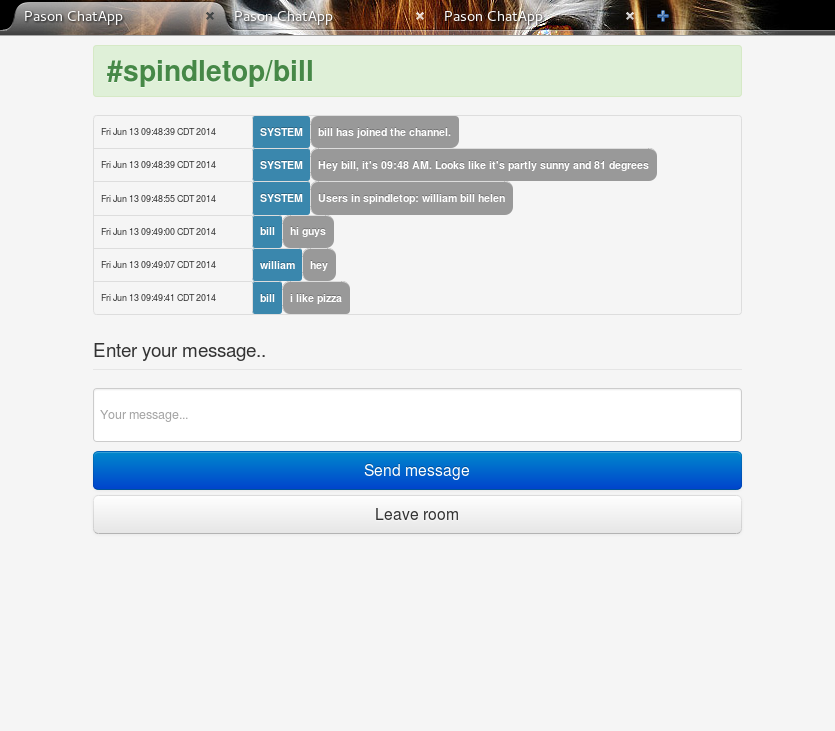 Pason ChatApp Pason ChatApp Pason ChatApp
#spindletop/bill
Fri Jun 13 09:48:39 CDT 2014 SYSTEM bill has joined the channel.
Fri Jun 13 09:48:39 CDT 2014 SYSTEM Hey bill, it's 09:48 AM. Looks like it's partly sunny and 81 degrees
Fri Jun 13 09:48:55 CDT 2014 SYSTEM Users in spindletop: william bill helen
Fri Jun 13 09:49:00 CDT 2014 bill hi guys
Fri Jun 13 09:49:07 CDT 2014 william hey
Fri Jun 13 09:49:41 CDT 2014 bill i like pizza
Enter your message..
Your message...
Send message
Leave room